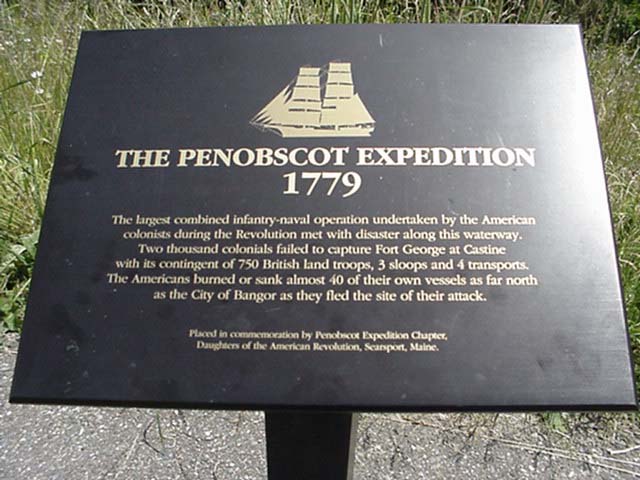 THE PENOBSCOT EXPEDITION
1779
The largest combined infantry-naval operation undertaken by the American
colonists during the Revolution met with disaster along this waterway.
Two thousand colonials failed to capture Fort George at Castine
with its contingent of 750 British land troops, 3 sloops and 4 transports.
The Americans burned or sank almost 40 of their own vessels as far north
as the City of Bangor as they fled the site of their attack.
Placed in commemoration by Penobscot Expedition Chapter,
Daughters of the American Revolution, Searsport, Maine.